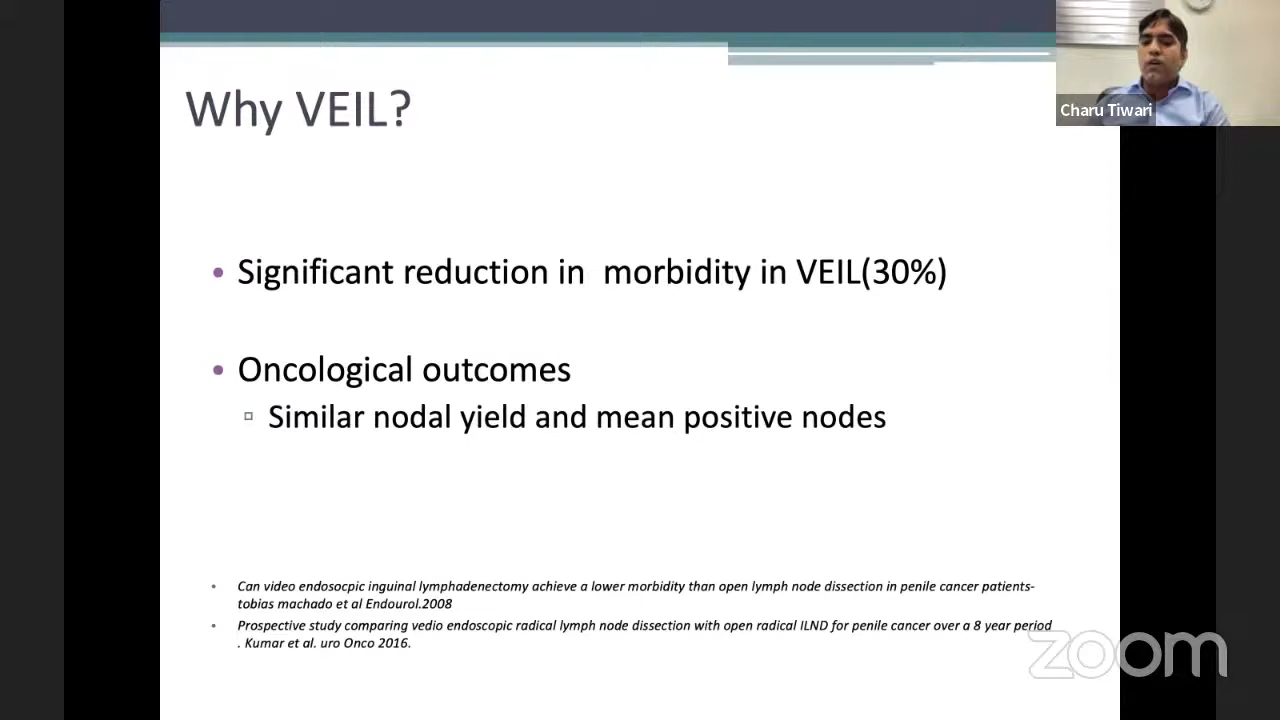 Why VEIL?
Charu Tiwari
• Significant reduction in morbidity in VEIL(30%)
• Oncological outcomes
▫ Similar nodal yield and mean positive nodes
• Can video endosocpic inguinal lymphadenectomy achieve a lower morbidity than open lymph node dissection in penile cancer patients-
tobias machado et al Endourol.2008
• Prospective study comparing vedio endoscopic radical lymph node dissection with open radical ILND for penile cancer over a 8 year period
. Kumar et al. uro Onco 2016.
zoom